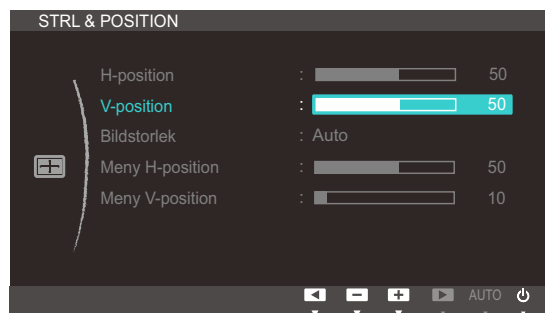 STRL & POSITION
H-position : 50
V-position : 50
Bildstorlek : Auto
Meny H-position : 50
Meny V-position : 10
AUTO